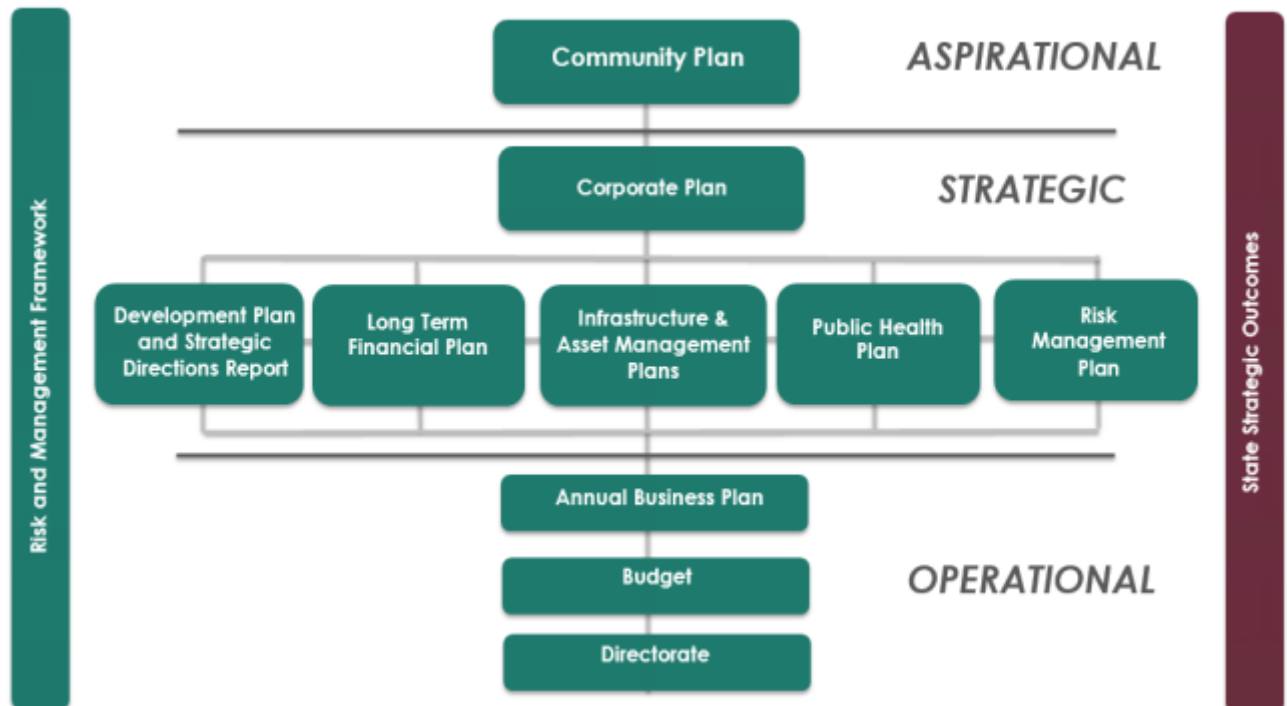 Community Plan
ASPIRATIONAL
Corporate Plan
STRATEGIC
Development Plan
and Strategic
Directions Report
Long Term
Financial Plan
Infrastructure &
Asset Management
Plans
Public Health
Plan
Risk
Management
Plan
Annual Business Plan
Budget
OPERATIONAL
Directorate
Risk and Management Framework
State Strategic Outcomes